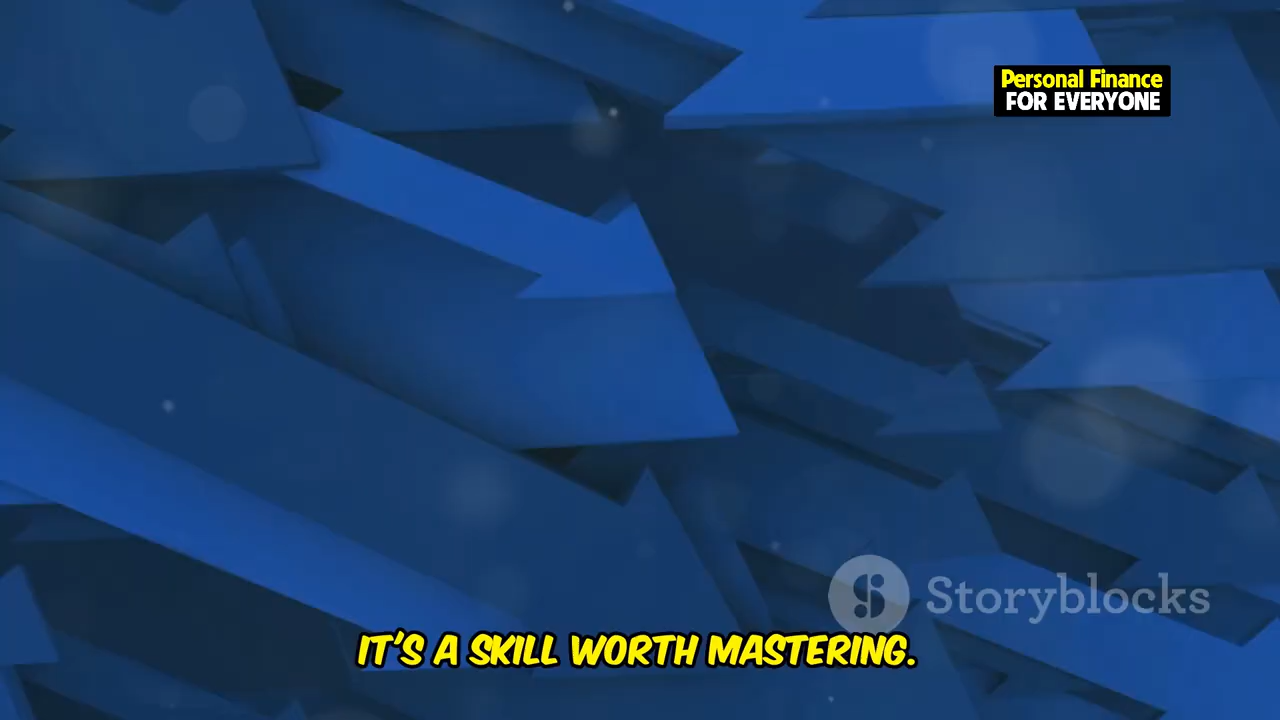 Personal Finance
FOR EVERYONE
Storyblocks
IT'S A SKILL WORTH MASTERING.